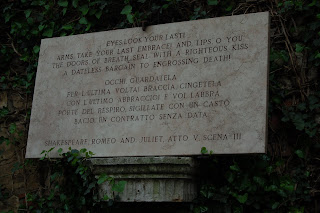 EYES, LOOK YOUR LAST!
ARMS, TAKE YOUR LAST EMBRACE! AND, LIPS, O YOU
THE DOORS OF BREATH, SEAL WITH A RIGHTEOUS KISS
A DATELESS BARGAIN TO ENGROSSING DEATH!
OCCHI GUARDATELA
PER L'ULTIMA VOLTA! BRACCIA, CINGETELA
CON L'ULTIMO ABBRACCIO! E VOI, LABBRA,
PORTE DEL RESPIRO, SIGILLATE CON UN CASTO
BACIO, UN CONTRATTO SENZA DATA,
SHAKESPEARE, ROMEO AND JULIET, ATTO V, SCENA III